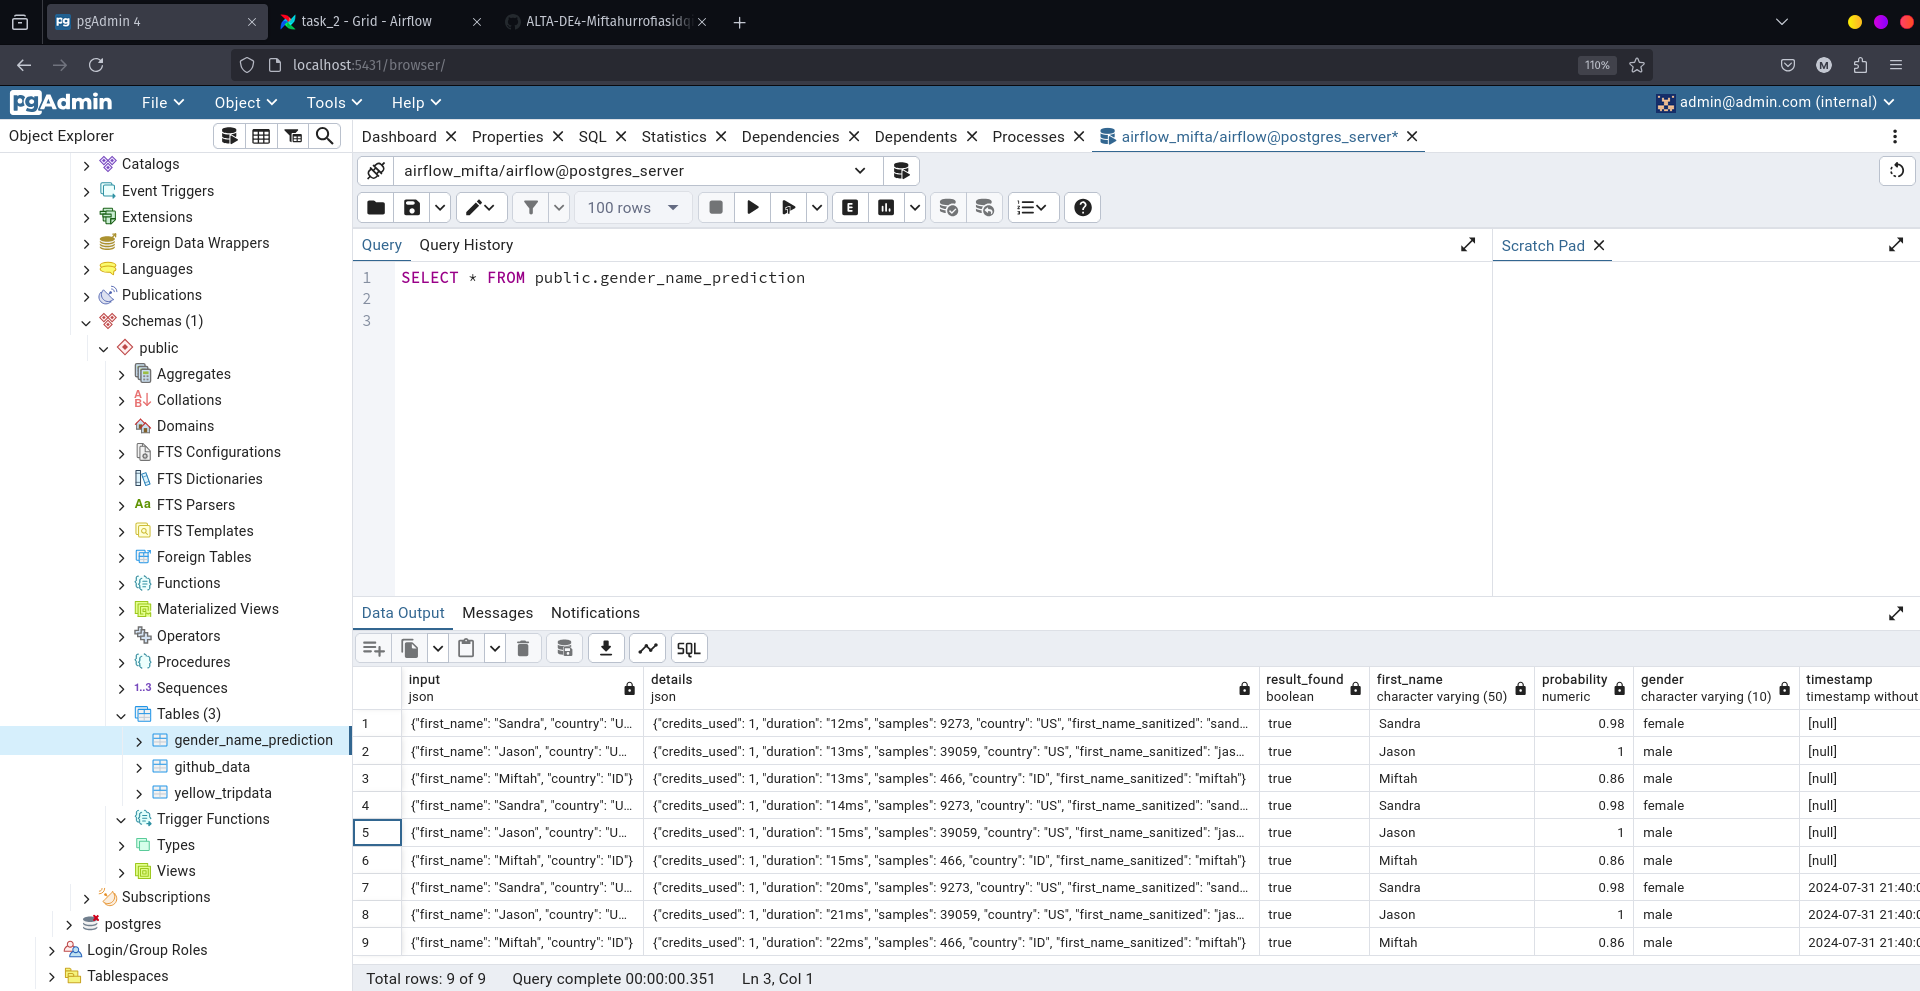 pgAdmin 4
task_2 - Grid - Airflow
ALTA-DE4-Miftahurrofiasidq
localhost:5431/browser/
110%
M
pgAdmin
File
Object
Tools
Help
admin@admin.com (internal)
Object Explorer
Dashboard
Properties
SQL
Statistics
Dependencies
Dependents
Processes
airflow_mifta/airflow@postgres_server*
Catalogs
Event Triggers
Extensions
Foreign Data Wrappers
Languages
Publications
Schemas (1)
public
Aggregates
Collations
Domains
FTS Configurations
FTS Dictionaries
Aa FTS Parsers
FTS Templates
Foreign Tables
Functions
Materialized Views
Operators
Procedures
1..3 Sequences
Tables (3)
gender_name_prediction
github_data
yellow_tripdata
Trigger Functions
Types
Views
Subscriptions
postgres
Login/Group Roles
Tablespaces
airflow_mifta/airflow@postgres_server
100 rows
E
Query
Query History
Scratch Pad
1 SELECT * FROM public.gender_name_prediction
2
3
Data Output
Messages
Notifications
SQL
input json
details json
result_found boolean
first_name character varying (50)
probability numeric
gender character varying (10)
timestamp timestamp without
1 {"first_name": "Sandra", "country": "U... {"credits_used": 1, "duration": "12ms", "samples": 9273, "country": "US", "first_name_sanitized": "sand... true Sandra 0.98 female [null]
2 {"first_name": "Jason", "country": "U... {"credits_used": 1, "duration": "13ms", "samples": 39059, "country": "US", "first_name_sanitized": "jas... true Jason 1 male [null]
3 {"first_name": "Miftah", "country": "ID"} {"credits_used": 1, "duration": "13ms", "samples": 466, "country": "ID", "first_name_sanitized": "miftah"} true Miftah 0.86 male [null]
4 {"first_name": "Sandra", "country": "U... {"credits_used": 1, "duration": "14ms", "samples": 9273, "country": "US", "first_name_sanitized": "sand... true Sandra 0.98 female [null]
5 {"first_name": "Jason", "country": "U... {"credits_used": 1, "duration": "15ms", "samples": 39059, "country": "US", "first_name_sanitized": "jas... true Jason 1 male [null]
6 {"first_name": "Miftah", "country": "ID"} {"credits_used": 1, "duration": "15ms", "samples": 466, "country": "ID", "first_name_sanitized": "miftah"} true Miftah 0.86 male [null]
7 {"first_name": "Sandra", "country": "U... {"credits_used": 1, "duration": "20ms", "samples": 9273, "country": "US", "first_name_sanitized": "sand... true Sandra 0.98 female 2024-07-31 21:40:0
8 {"first_name": "Jason", "country": "U... {"credits_used": 1, "duration": "21ms", "samples": 39059, "country": "US", "first_name_sanitized": "jas... true Jason 1 male 2024-07-31 21:40:0
9 {"first_name": "Miftah", "country": "ID"} {"credits_used": 1, "duration": "22ms", "samples": 466, "country": "ID", "first_name_sanitized": "miftah"} true Miftah 0.86 male 2024-07-31 21:40:0
Total rows: 9 of 9
Query complete 00:00:00.351
Ln 3, Col 1